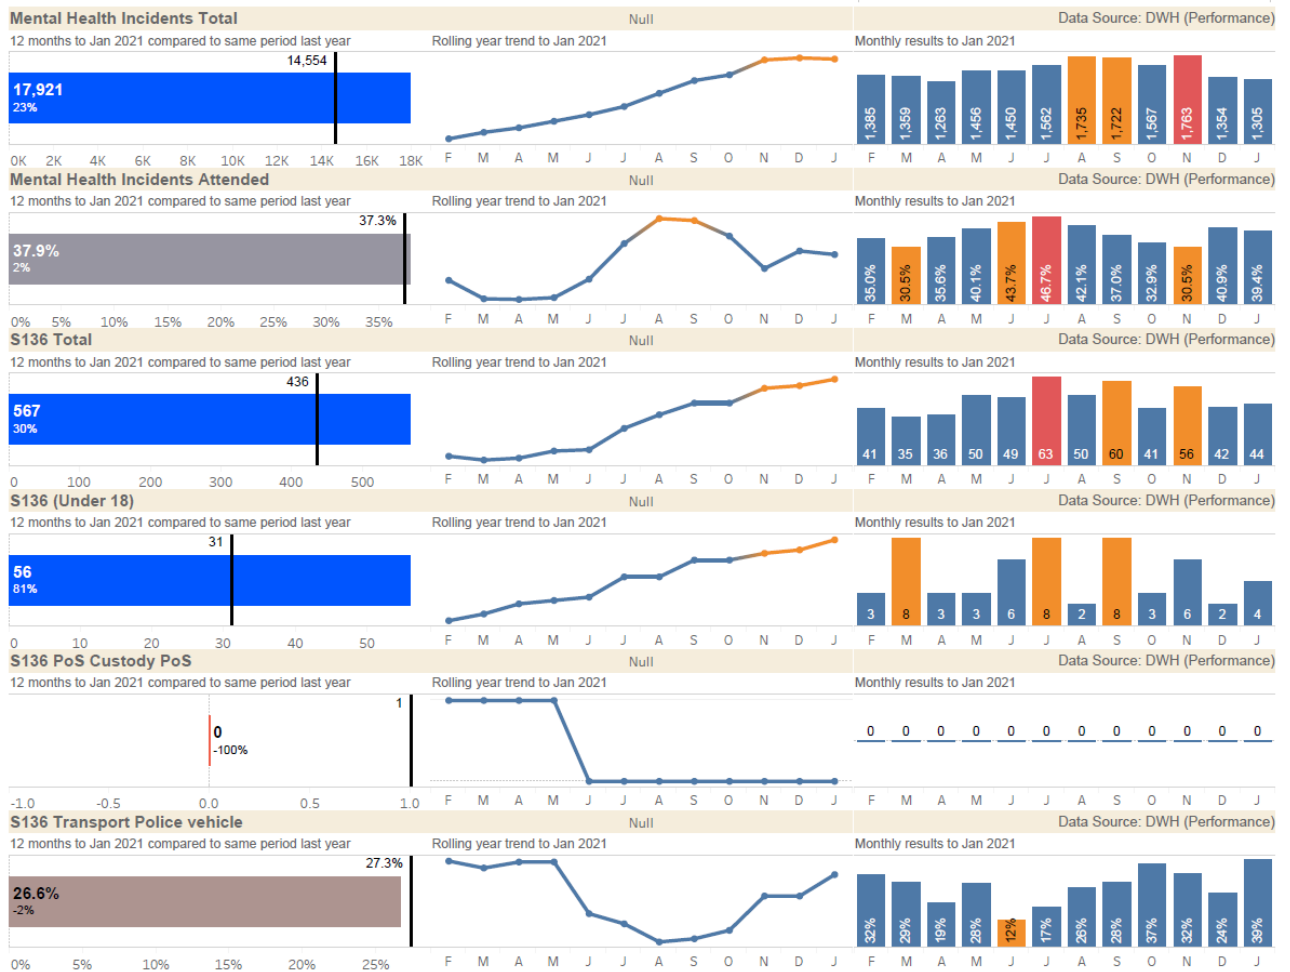 Mental Health Incidents Total Null Data Source: DWH (Performance)
12 months to Jan 2021 compared to same period last year Rolling year trend to Jan 2021 Monthly results to Jan 2021
14,554
17,921
23%
1,385 1,359 1,263 1,456 1,450 1,562 1,735 1,722 1,567 1,763 1,354 1,305
0K 2K 4K 6K 8K 10K 12K 14K 16K 18K F M A M J J A S O N D J F M A M J J A S O N D J
Mental Health Incidents Attended Null Data Source: DWH (Performance)
12 months to Jan 2021 compared to same period last year Rolling year trend to Jan 2021 Monthly results to Jan 2021
37.3%
37.9%
2%
35.0% 30.5% 35.6% 40.1% 43.7% 46.7% 42.1% 37.0% 32.9% 30.5% 40.9% 39.4%
0% 5% 10% 15% 20% 25% 30% 35% F M A M J J A S O N D J F M A M J J A S O N D J
S136 Total Null Data Source: DWH (Performance)
12 months to Jan 2021 compared to same period last year Rolling year trend to Jan 2021 Monthly results to Jan 2021
436
567
30%
41 35 36 50 49 63 50 60 41 56 42 44
0 100 200 300 400 500 F M A M J J A S O N D J F M A M J J A S O N D J
S136 (Under 18) Null Data Source: DWH (Performance)
12 months to Jan 2021 compared to same period last year Rolling year trend to Jan 2021 Monthly results to Jan 2021
31
56
81%
3 8 3 3 6 8 2 8 3 6 2 4
0 10 20 30 40 50 F M A M J J A S O N D J F M A M J J A S O N D J
S136 PoS Custody PoS Null Data Source: DWH (Performance)
12 months to Jan 2021 compared to same period last year Rolling year trend to Jan 2021 Monthly results to Jan 2021
1
0
-100%
0 0 0 0 0 0 0 0 0 0 0 0
-1.0 -0.5 0.0 0.5 1.0 F M A M J J A S O N D J F M A M J J A S O N D J
S136 Transport Police vehicle Null Data Source: DWH (Performance)
12 months to Jan 2021 compared to same period last year Rolling year trend to Jan 2021 Monthly results to Jan 2021
27.3%
26.6%
-2%
32% 29% 19% 28% 12% 17% 26% 28% 37% 32% 24% 39%
0% 5% 10% 15% 20% 25% F M A M J J A S O N D J F M A M J J A S O N D J